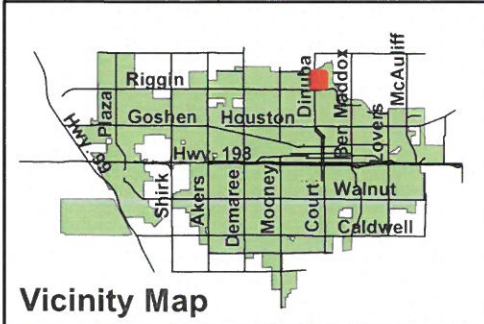 Riggin
Goshen
Houston
Hwy. 198
Walnut
Caldwell
Hwy. 99
Plaza
Shirk
Akers
Demaree
Mooney
Court
Dinuba
Ben Maddox
Lovers
McAuliff
Vicinity Map